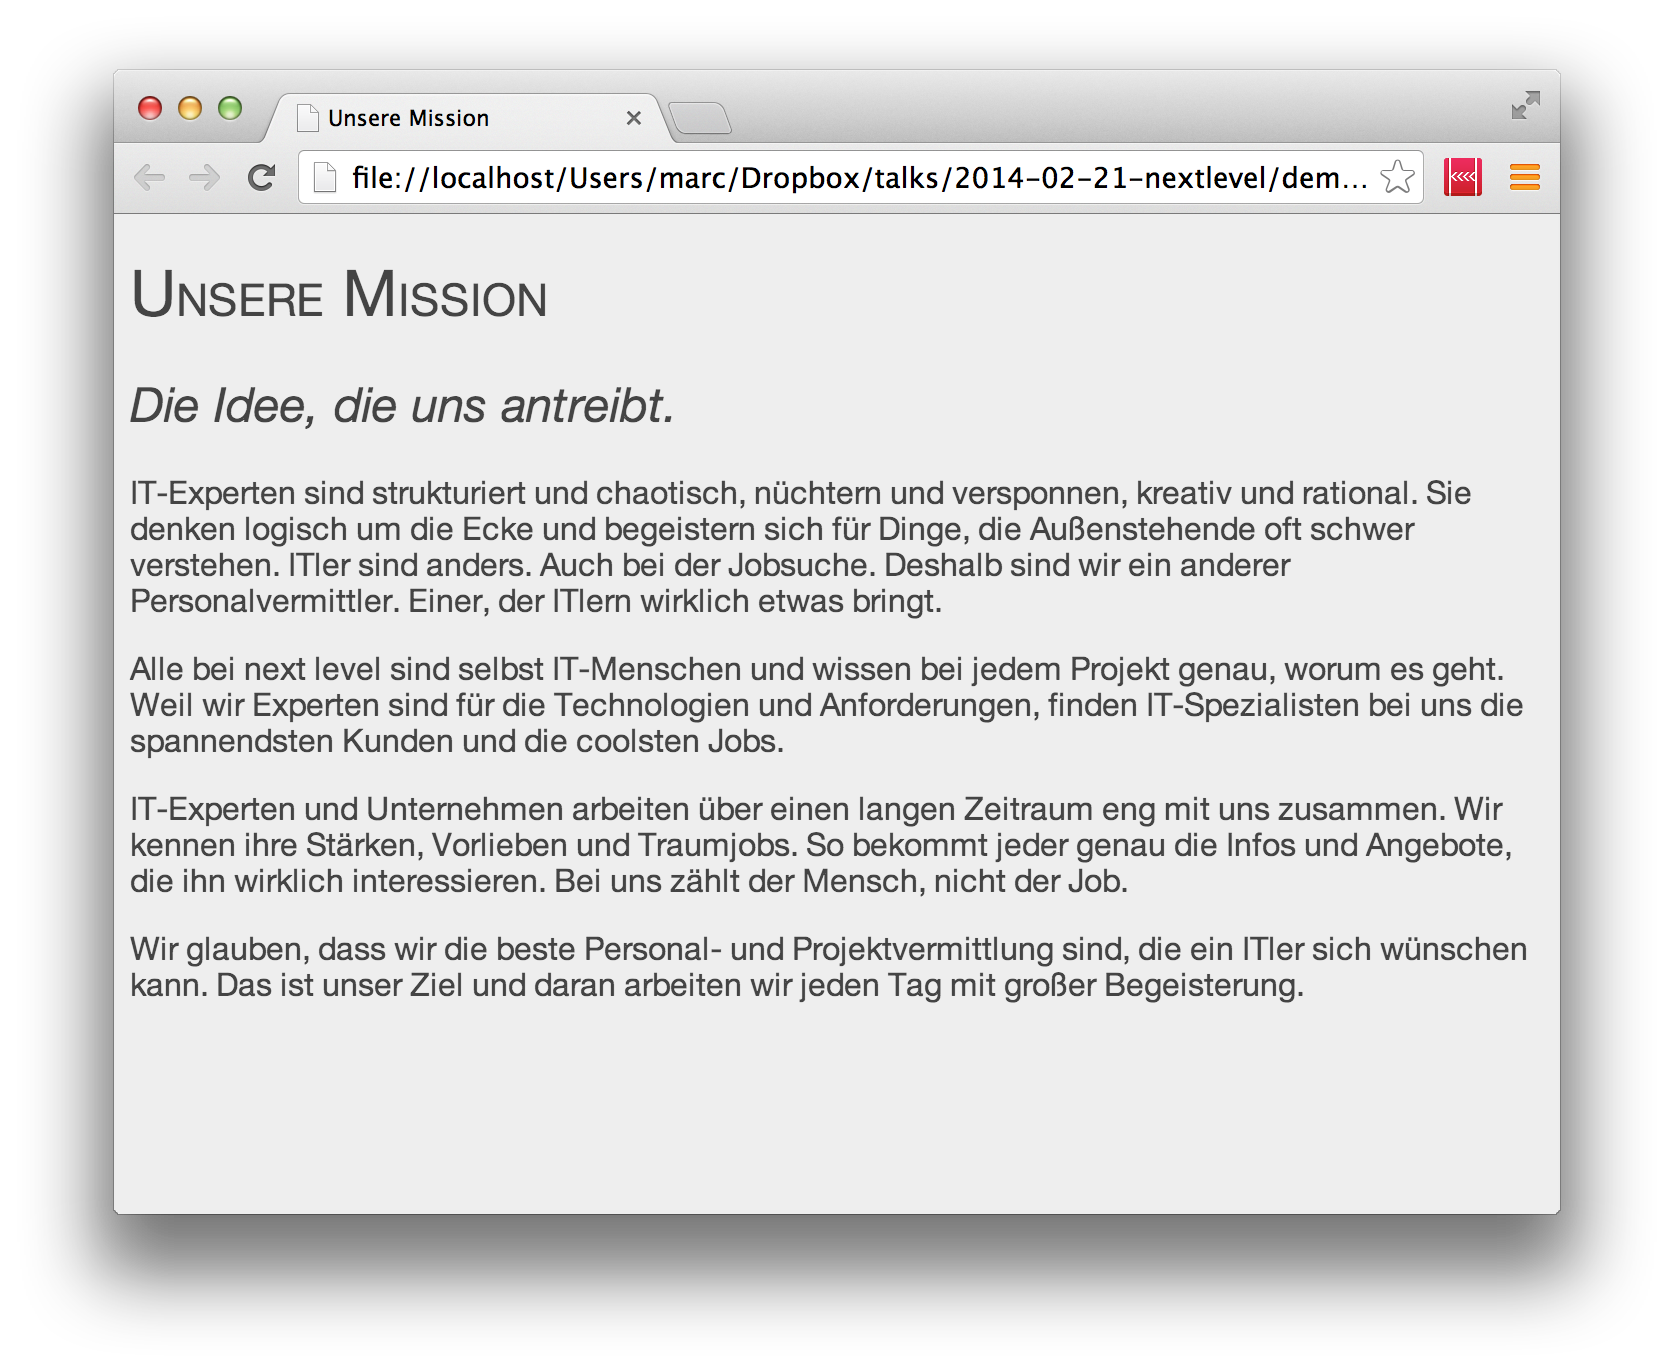 Unsere Mission
file://localhost/Users/marc/Dropbox/talks/2014-02-21-nextlevel/dem...
Unsere Mission
Die Idee, die uns antreibt.
IT-Experten sind strukturiert und chaotisch, nüchtern und versponnen, kreativ und rational. Sie
denken logisch um die Ecke und begeistern sich für Dinge, die Außenstehende oft schwer
verstehen. ITler sind anders. Auch bei der Jobsuche. Deshalb sind wir ein anderer
Personalvermittler. Einer, der ITlern wirklich etwas bringt.
Alle bei next level sind selbst IT-Menschen und wissen bei jedem Projekt genau, worum es geht.
Weil wir Experten sind für die Technologien und Anforderungen, finden IT-Spezialisten bei uns die
spannendsten Kunden und die coolsten Jobs.
IT-Experten und Unternehmen arbeiten über einen langen Zeitraum eng mit uns zusammen. Wir
kennen ihre Stärken, Vorlieben und Traumjobs. So bekommt jeder genau die Infos und Angebote,
die ihn wirklich interessieren. Bei uns zählt der Mensch, nicht der Job.
Wir glauben, dass wir die beste Personal- und Projektvermittlung sind, die ein ITler sich wünschen
kann. Das ist unser Ziel und daran arbeiten wir jeden Tag mit großer Begeisterung.